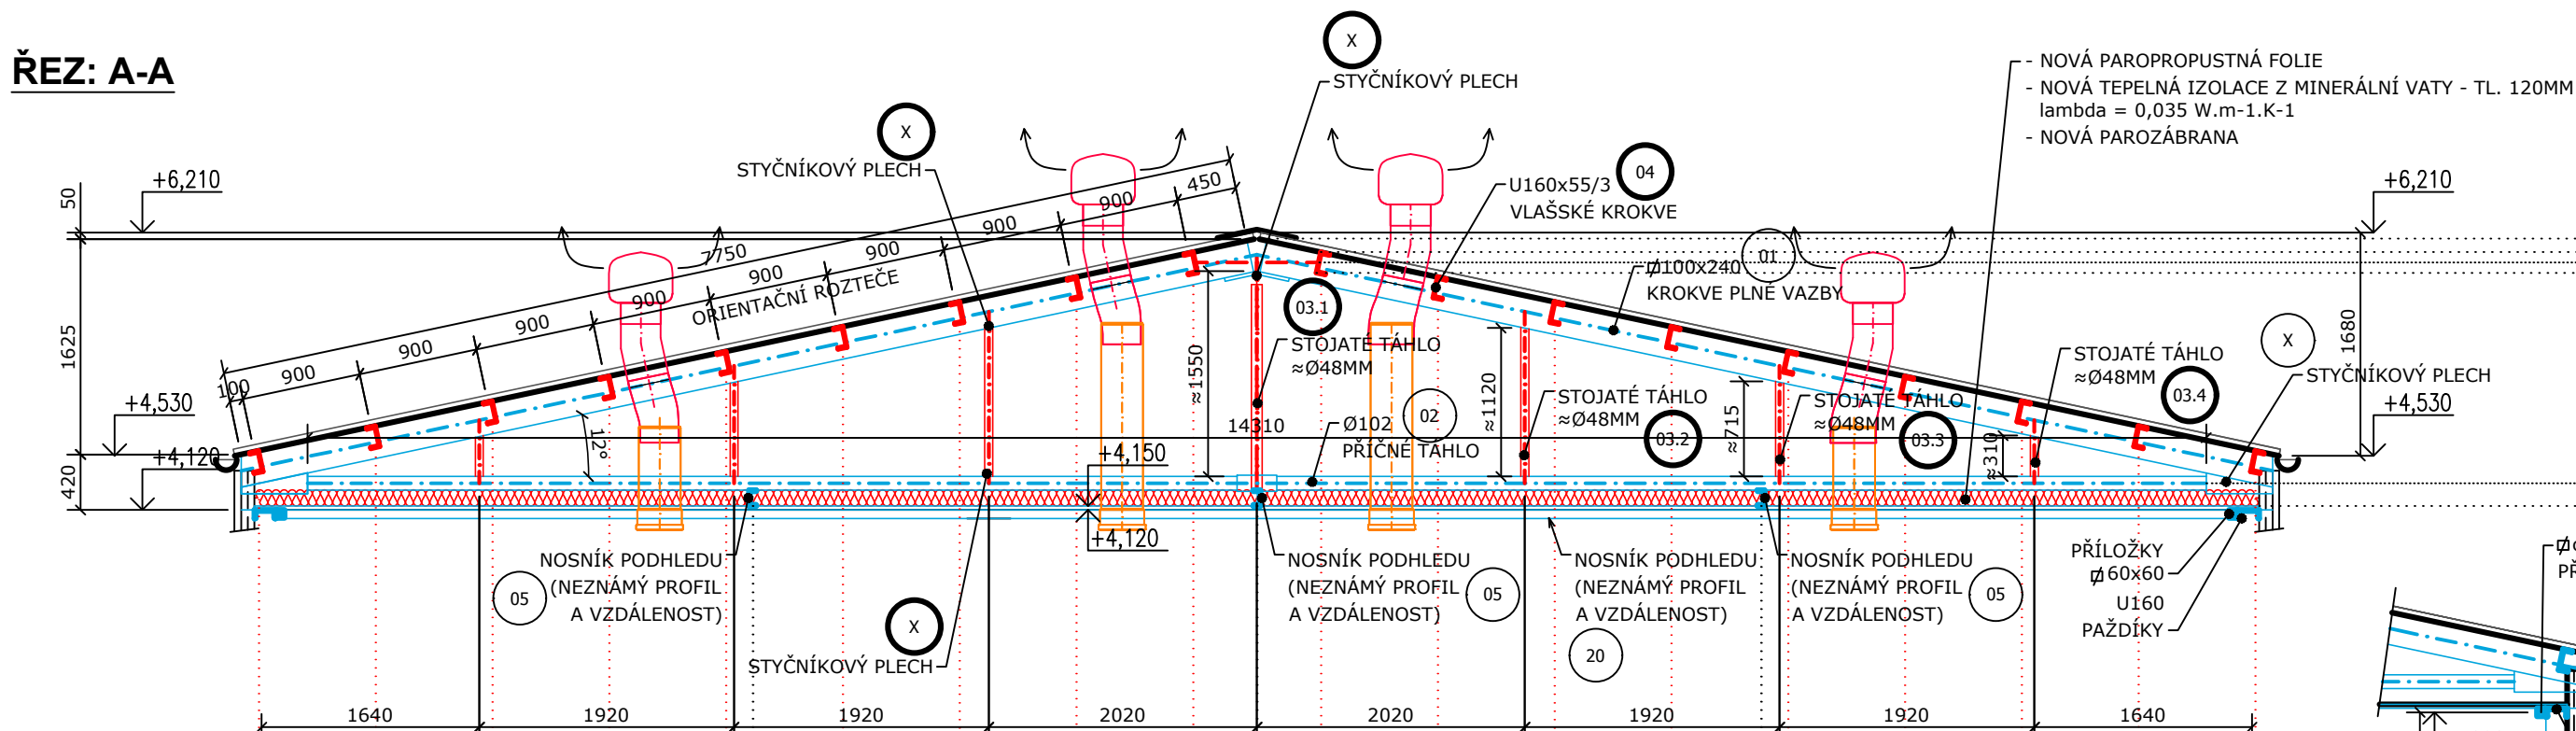 ŘEZ: A-A
X
STYČNÍKOVÝ PLECH
- NOVÁ PAROPROPUSTNÁ FOLIE
- NOVÁ TEPELNÁ IZOLACE Z MINERÁLNÍ VATY - TL. 120MM
lambda = 0,035 W.m-1.K-1
- NOVÁ PAROZÁBRANA
X
STYČNÍKOVÝ PLECH
U160x55/3
VLAŠSKÉ KROKVE
04
+6,210
50
+6,210
450
900
900
900
900
900
900
900
900
100
7750
ORIENTAČNÍ ROZTEČE
100x240
KROKVE PLNÉ VAZBY
01
1625
1680
03.1
STOJATÉ TÁHLO
≈Ø48MM
≈1550
≈1120
STOJATÉ TÁHLO
≈Ø48MM
03.2
≈715
STOJATÉ TÁHLO
≈Ø48MM
03.3
≈310
STOJATÉ TÁHLO
≈Ø48MM
03.4
X
STYČNÍKOVÝ PLECH
+4,530
+4,530
12°
14310
Ø102
PŘÍČNÉ TÁHLO
02
+4,120
420
+4,150
+4,120
NOSNÍK PODHLEDU
(NEZNÁMÝ PROFIL
A VZDÁLENOST)
05
NOSNÍK PODHLEDU
(NEZNÁMÝ PROFIL
A VZDÁLENOST)
05
NOSNÍK PODHLEDU
(NEZNÁMÝ PROFIL
A VZDÁLENOST)
20
NOSNÍK PODHLEDU
(NEZNÁMÝ PROFIL
A VZDÁLENOST)
05
PŘÍLOŽKY
60x60
U160
PAŽDÍKY
X
STYČNÍKOVÝ PLECH
1640
1920
1920
2020
2020
1920
1920
1640